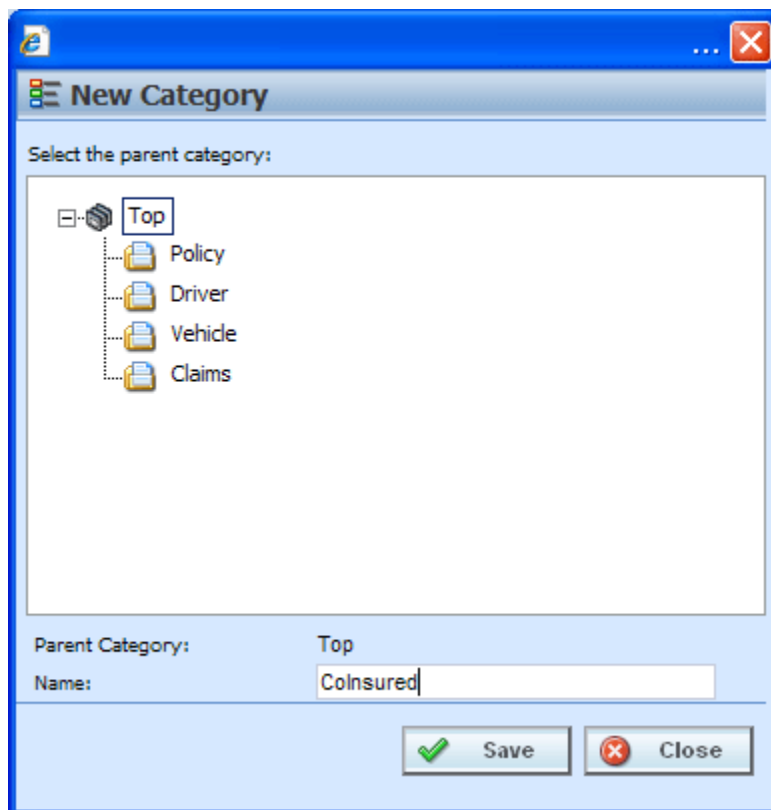 ...
New Category
Select the parent category:
Top
Policy
Driver
Vehicle
Claims
Parent Category: Top
Name: CoInsured
Save Close